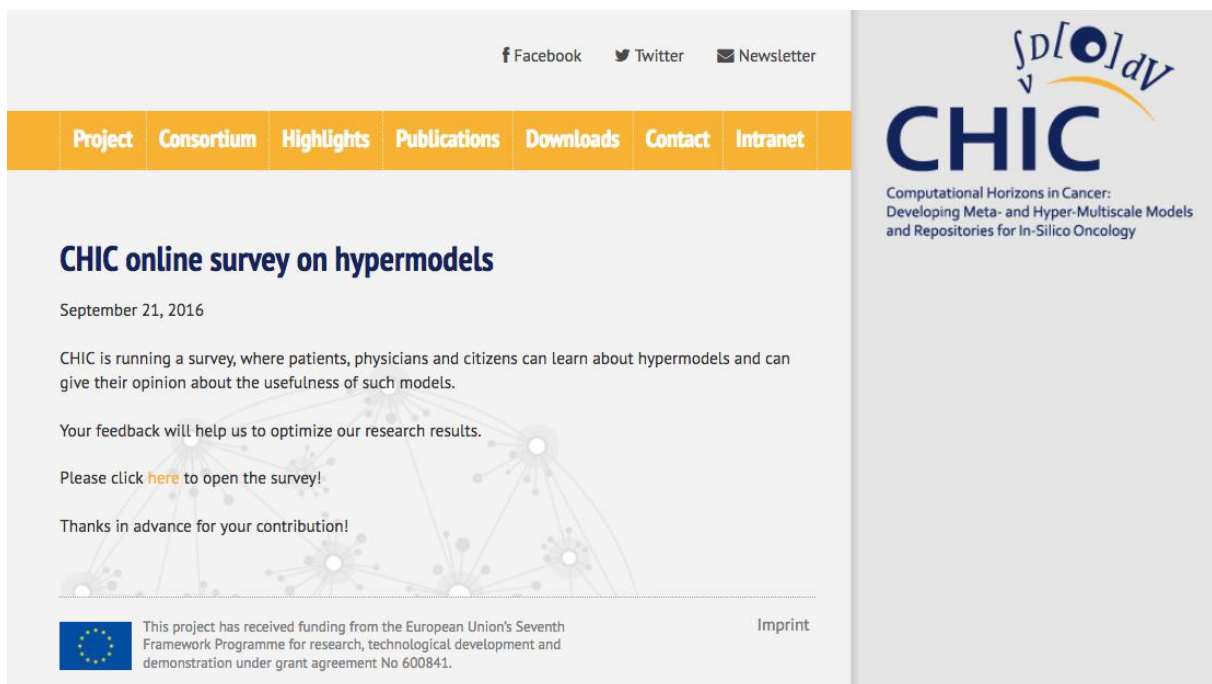 Facebook Twitter Newsletter
Project Consortium Highlights Publications Downloads Contact Intranet
CHIC online survey on hypermodels
September 21, 2016
CHIC is running a survey, where patients, physicians and citizens can learn about hypermodels and can
give their opinion about the usefulness of such models.
Your feedback will help us to optimize our research results.
Please click here to open the survey!
Thanks in advance for your contribution!
This project has received funding from the European Union's Seventh
Framework Programme for research, technological development and
demonstration under grant agreement No 600841.
Imprint
∫D[O]dV
V
CHIC
Computational Horizons in Cancer:
Developing Meta- and Hyper-Multiscale Models
and Repositories for In-Silico Oncology